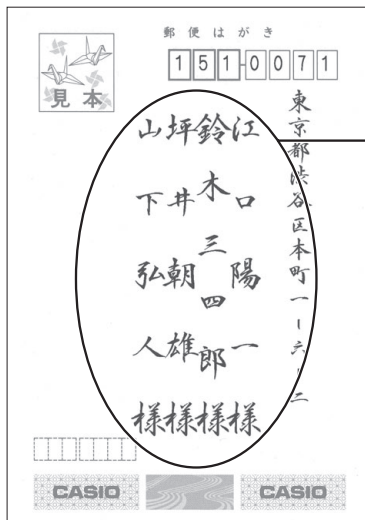 郵便はがき
151-0071
見本
東京都渋谷区本町一ー六ー二
江口陽一様
鈴木三四郎様
坪井朝雄様
山下弘人様
CASIO
CASIO